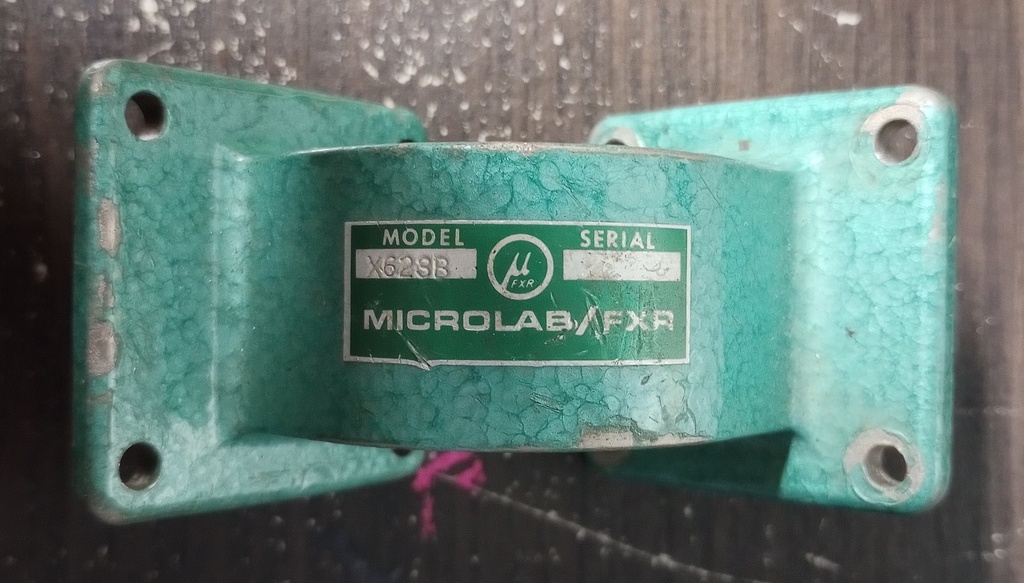 MODEL SERIAL
X628B
µ
FXR
MICROLAB/FXR